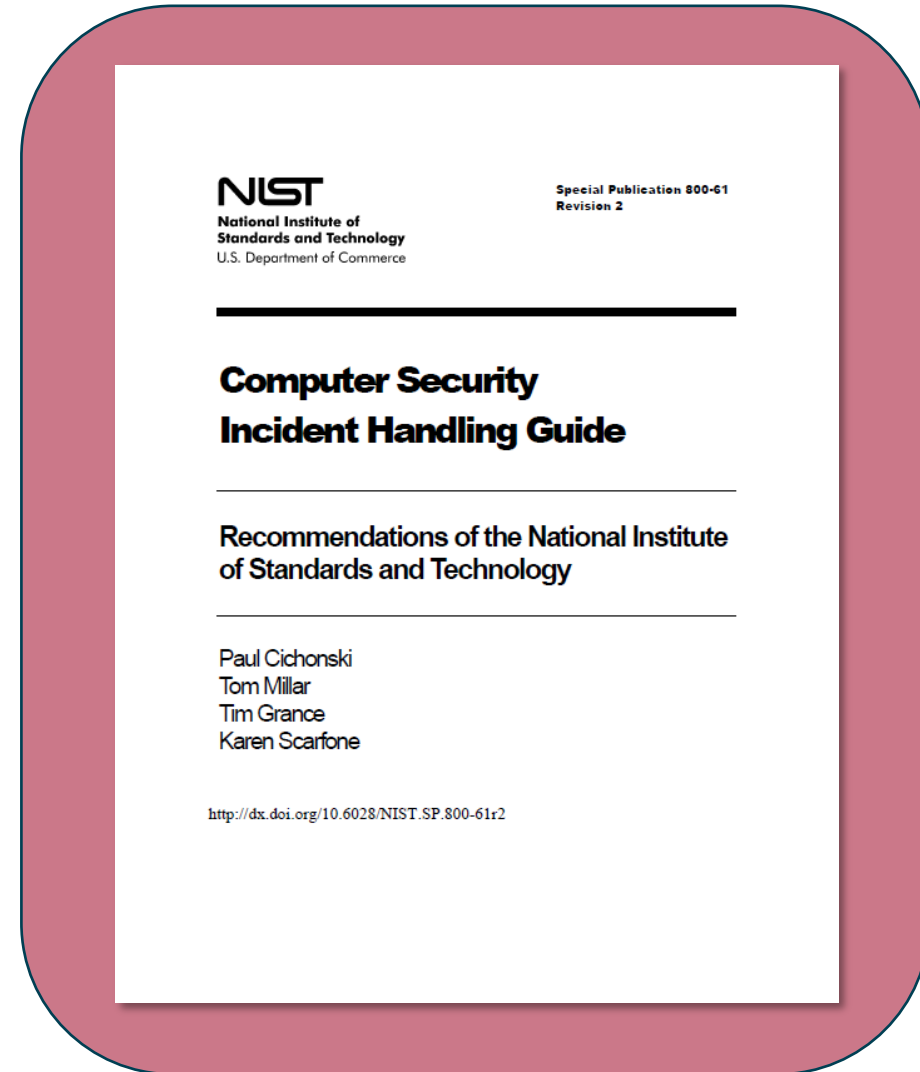 NIST
National Institute of
Standards and Technology
U.S. Department of Commerce
Special Publication 800-61
Revision 2
Computer Security
Incident Handling Guide
Recommendations of the National Institute
of Standards and Technology
Paul Cichonski
Tom Millar
Tim Grance
Karen Scarfone
http://dx.doi.org/10.6028/NIST.SP.800-61r2